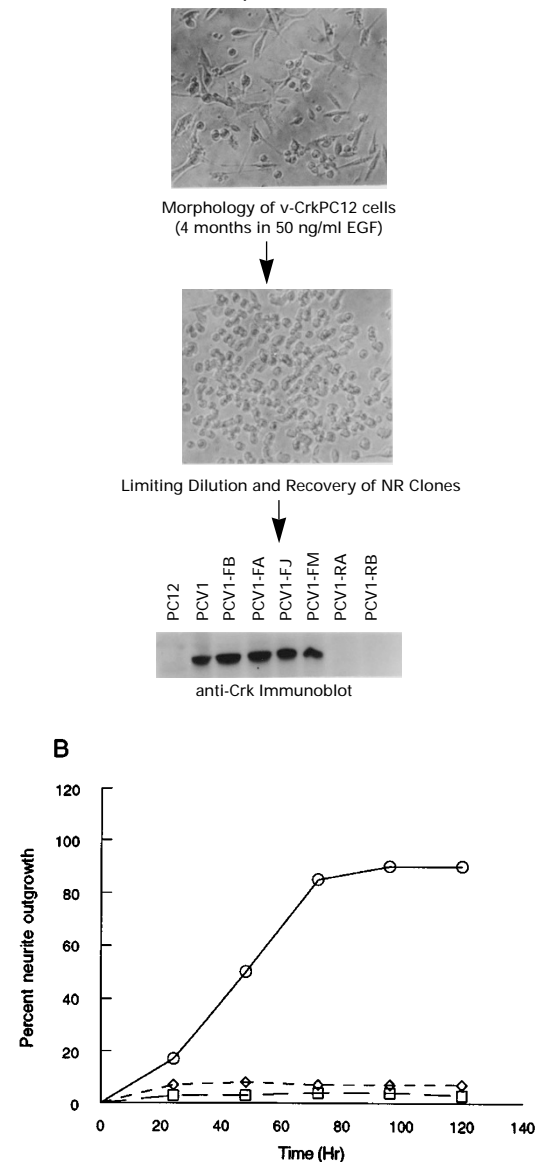 Morphology of v-CrkPC12 cells
(4 months in 50 ng/ml EGF)
Limiting Dilution and Recovery of NR Clones
PC12
PCV1
PCV1-FB
PCV1-FA
PCV1-FJ
PCV1-FM
PCV1-RA
PCV1-RB
anti-Crk Immunoblot
B
Percent neurite outgrowth
120
100
80
60
40
20
0
0 20 40 60 80 100 120 140
Time (Hr)